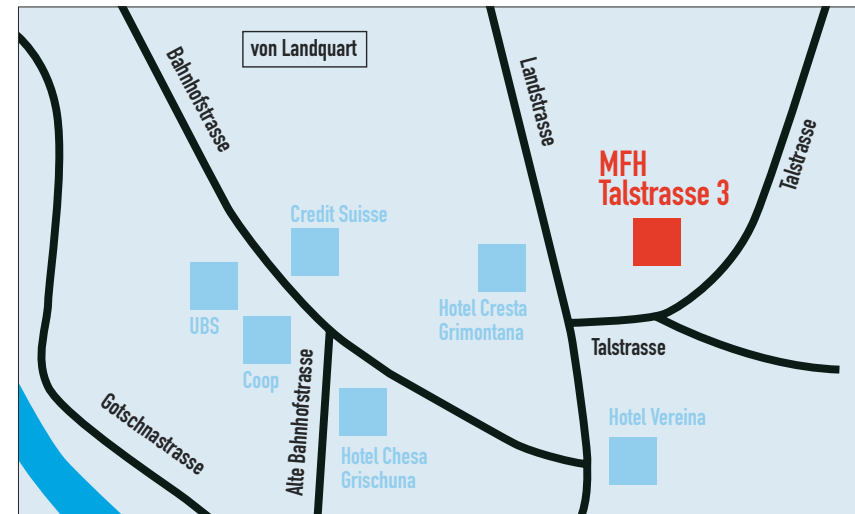 von Landquart
Bahnhofstrasse
Landstrasse
Talstrasse
MFH
Talstrasse 3
Credit Suisse
UBS
Hotel Cresta
Grimontana
Coop
Talstrasse
Alte Bahnhofstrasse
Gotschnastrasse
Hotel Vereina
Hotel Chesa
Grischuna